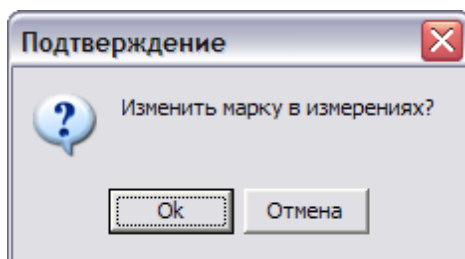 Подтверждение
Изменить марку в измерениях?
Ok
Отмена